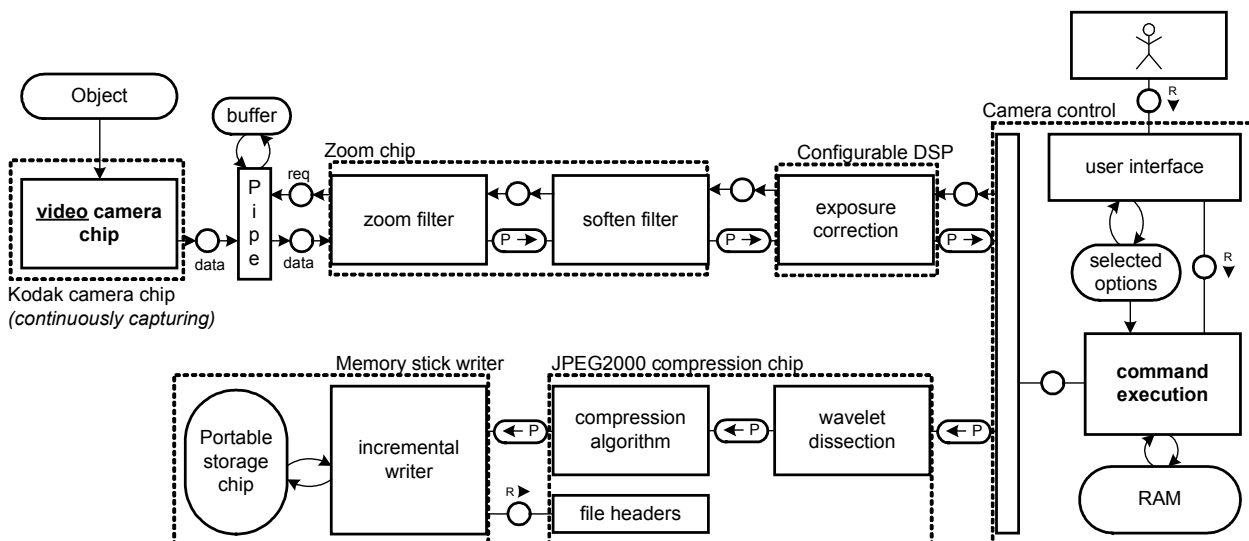 Object
video camera
chip
Kodak camera chip
(continuously capturing)
data
buffer
P
i
p
e
req
data
Zoom chip
zoom filter
P →
soften filter
P →
Configurable DSP
exposure
correction
P →
Camera control
R
user interface
selected
options
R
command
execution
RAM
Memory stick writer
Portable
storage
chip
incremental
writer
R
JPEG2000 compression chip
← P
compression
algorithm
← P
wavelet
dissection
← P
file headers